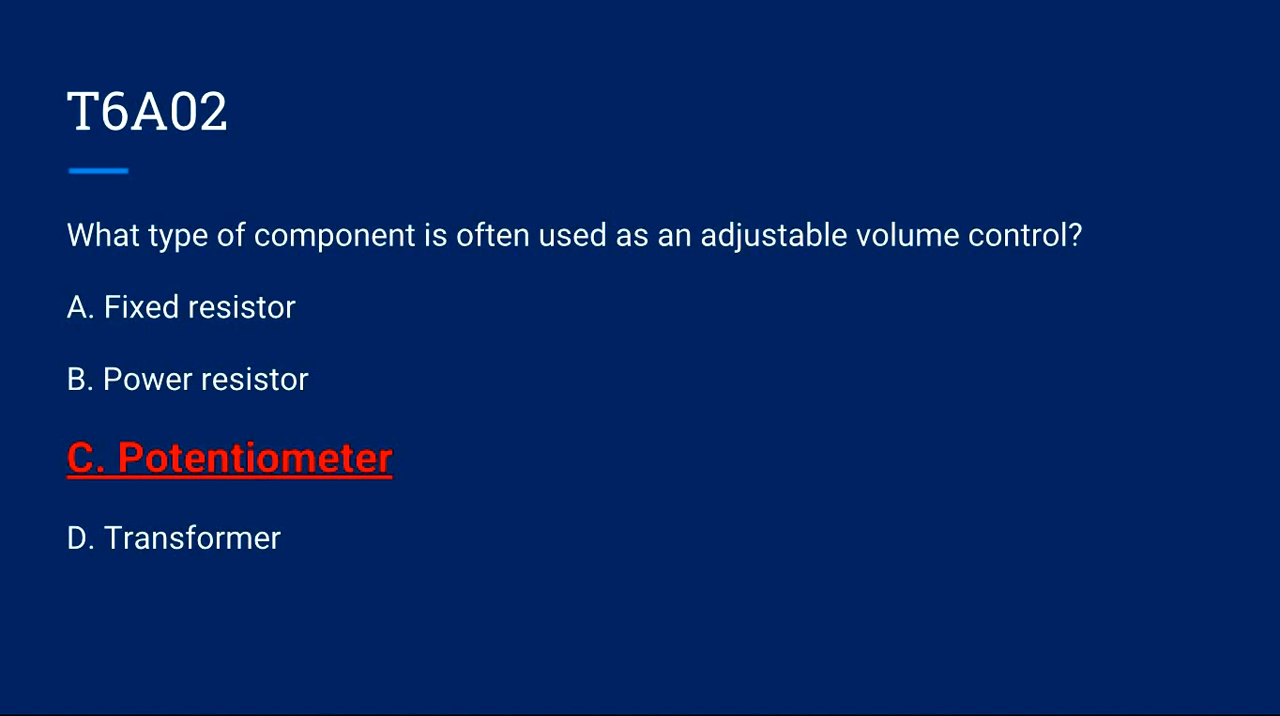 T6A02
What type of component is often used as an adjustable volume control?
A. Fixed resistor
B. Power resistor
C. Potentiometer
D. Transformer